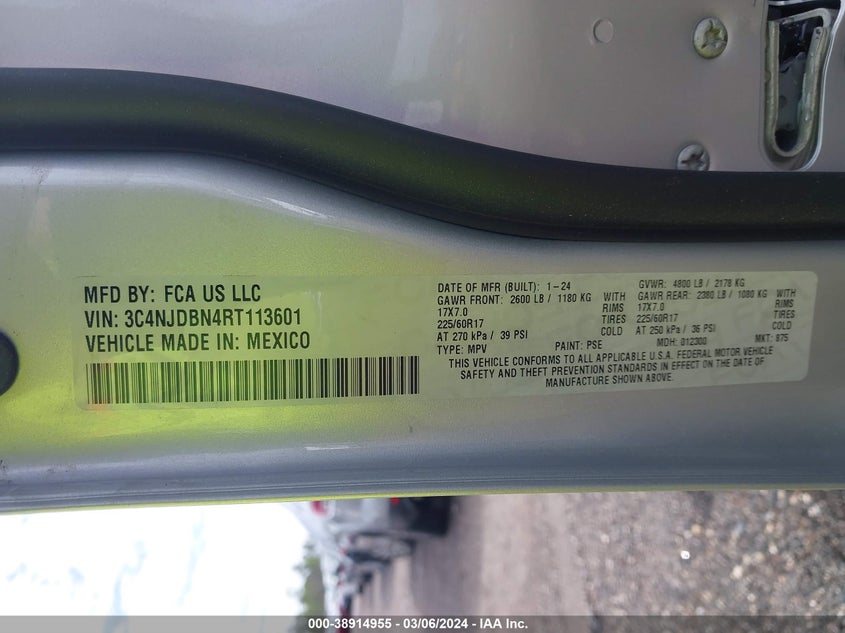 MFD BY: FCA US LLC
VIN: 3C4NJDBN4RT113601
VEHICLE MADE IN: MEXICO
DATE OF MFR (BUILT): 1-24
GVWR: 4800 LB / 2178 KG
GAWR FRONT: 2600 LB / 1180 KG WITH
GAWR REAR: 2380 LB / 1080 KG WITH
17X7.0 RIMS
17X7.0 RIMS
225/60R17 TIRES
225/60R17 TIRES
AT 270 kPa / 39 PSI COLD
AT 250 kPa / 36 PSI COLD
TYPE: MPV PAINT: PSE MDH: 012300 MKT: 875
THIS VEHICLE CONFORMS TO ALL APPLICABLE U.S.A. FEDERAL MOTOR VEHICLE
SAFETY AND THEFT PREVENTION STANDARDS IN EFFECT ON THE DATE OF
MANUFACTURE SHOWN ABOVE.
000-38914955 - 03/06/2024 - IAA Inc.